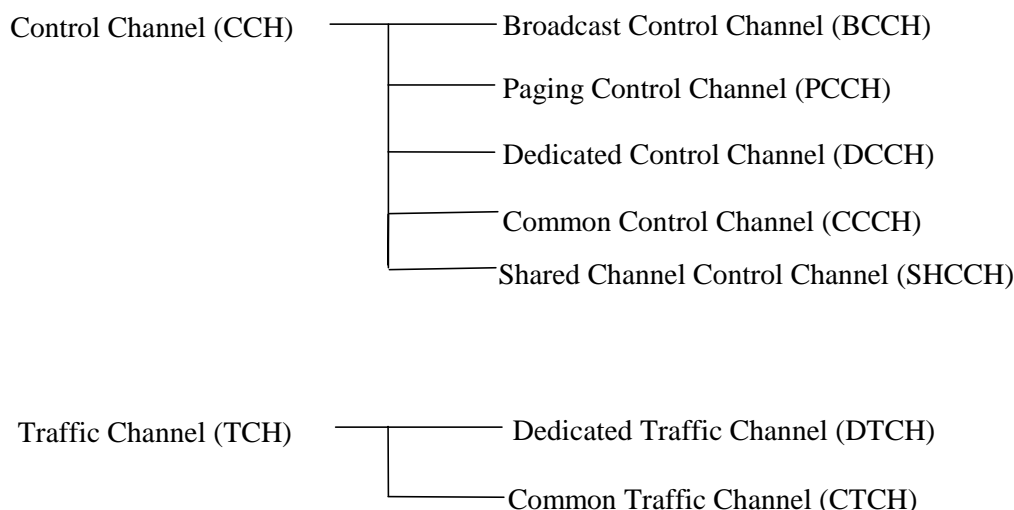 Control Channel (CCH)
Broadcast Control Channel (BCCH)
Paging Control Channel (PCCH)
Dedicated Control Channel (DCCH)
Common Control Channel (CCCH)
Shared Channel Control Channel (SHCCH)
Traffic Channel (TCH)
Dedicated Traffic Channel (DTCH)
Common Traffic Channel (CTCH)